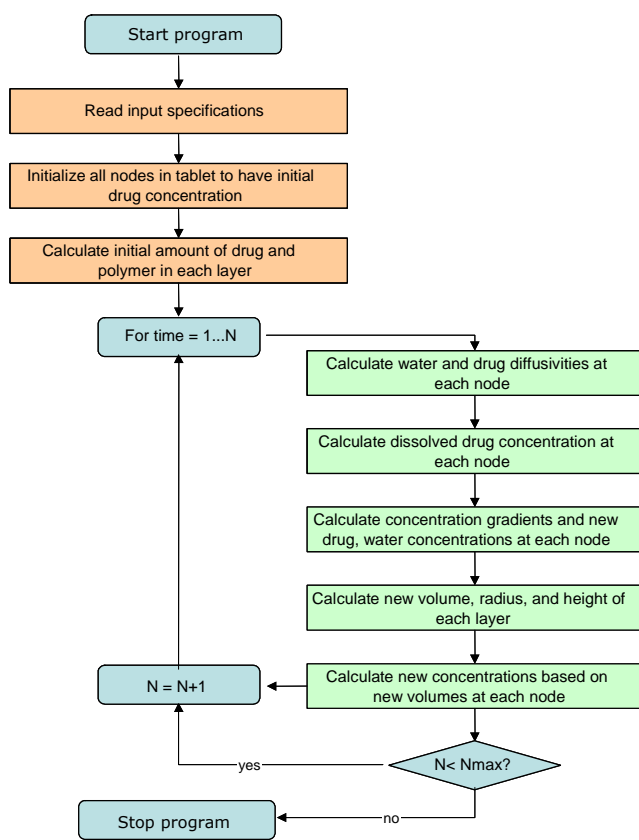 Start program
Read input specifications
Initialize all nodes in tablet to have initial
drug concentration
Calculate initial amount of drug and
polymer in each layer
For time = 1...N
Calculate water and drug diffusivities at
each node
Calculate dissolved drug concentration at
each node
Calculate concentration gradients and new
drug, water concentrations at each node
Calculate new volume, radius, and height of
each layer
Calculate new concentrations based on
new volumes at each node
N = N+1
N< Nmax?
yes
no
Stop program